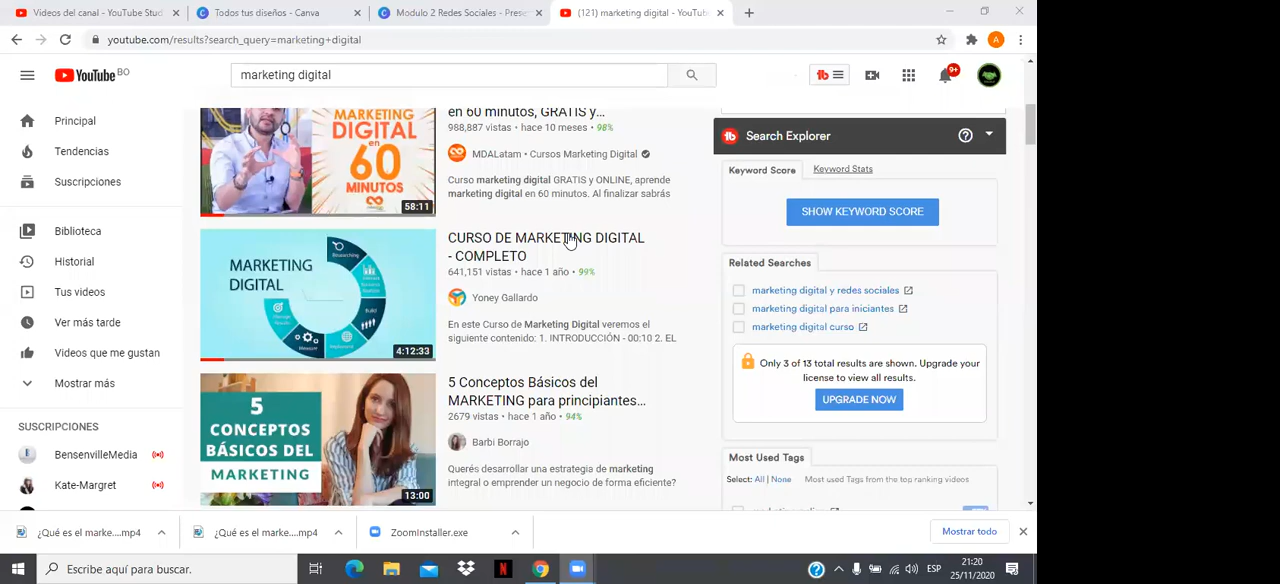 Videos del canal - YouTube Stud
Todos tus diseños - Canva
Modulo 2 Redes Sociales - Prese
(121) marketing digital - YouTube
youtube.com/results?search_query=marketing+digital
A
YouTube BO
marketing digital
9+
Principal
Tendencias
Suscripciones
Biblioteca
Historial
Tus videos
Ver más tarde
Videos que me gustan
Mostrar más
SUSCRIPCIONES
BensenvilleMedia
Kate-Margret
MARKETING
DIGITAL
en
60
MINUTOS
58:11
en 60 minutos, GRATIS y...
988,887 vistas • hace 10 meses • 98%
MDALatam • Cursos Marketing Digital
Curso marketing digital GRATIS y ONLINE, aprende
marketing digital en 60 minutos. Al finalizar sabrás
MARKETING
DIGITAL
4:12:33
CURSO DE MARKETING DIGITAL
- COMPLETO
641,151 vistas • hace 1 año • 99%
Yoney Gallardo
En este Curso de Marketing Digital veremos el
siguiente contenido: 1. INTRODUCCIÓN - 00:10 2. EL
5
CONCEPTOS
BÁSICOS DEL
MARKETING
13:00
5 Conceptos Básicos del
MARKETING para principiantes...
2679 vistas • hace 1 año • 94%
Barbi Borrajo
Querés desarrollar una estrategia de marketing
integral o emprender un negocio de forma eficiente?
tb
Search Explorer
Keyword Score
Keyword Stats
SHOW KEYWORD SCORE
Related Searches
marketing digital y redes sociales
marketing digital para iniciantes
marketing digital curso
Only 3 of 13 total results are shown. Upgrade your
license to view all results.
UPGRADE NOW
Most Used Tags
Select: All | None
Most used Tags from the top ranking videos
¿Qué es el marke....mp4
¿Qué es el marke....mp4
ZoomInstaller.exe
Mostrar todo
Escribe aquí para buscar.
ESP
21:20
25/11/2020